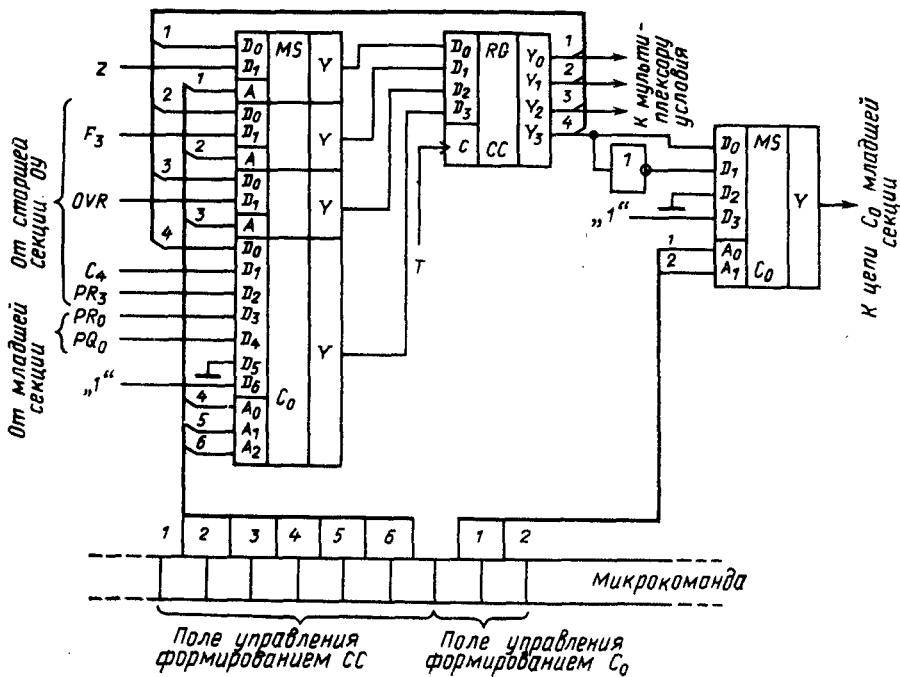 1
D0 MS Y
Z D1
1 A
2 D0
F3 D1 Y
2 A
3 D0
OVR D1 Y
3 A
4 D0
C4 D1
PR3 D2
PR0 D3
PQ0 D4 Y
D5
„1“ D6 C0
4 A0
5 A1
6 A2
От старшей
секции ОУ
От младшей
секции
D0 RG Y0 1
D1 Y1 2
D2 Y2 3
D3 Y3 4
C CC
T
К мульти-
плексору
условия
1
D0 MS
D1
D2 Y
„1“ D3
1 A0
2 A1 C0
К цепи C0 младшей
секции
1 2 3 4 5 6 1 2
Микрокоманда
Поле управления
формированием СС
Поле управления
формированием C0